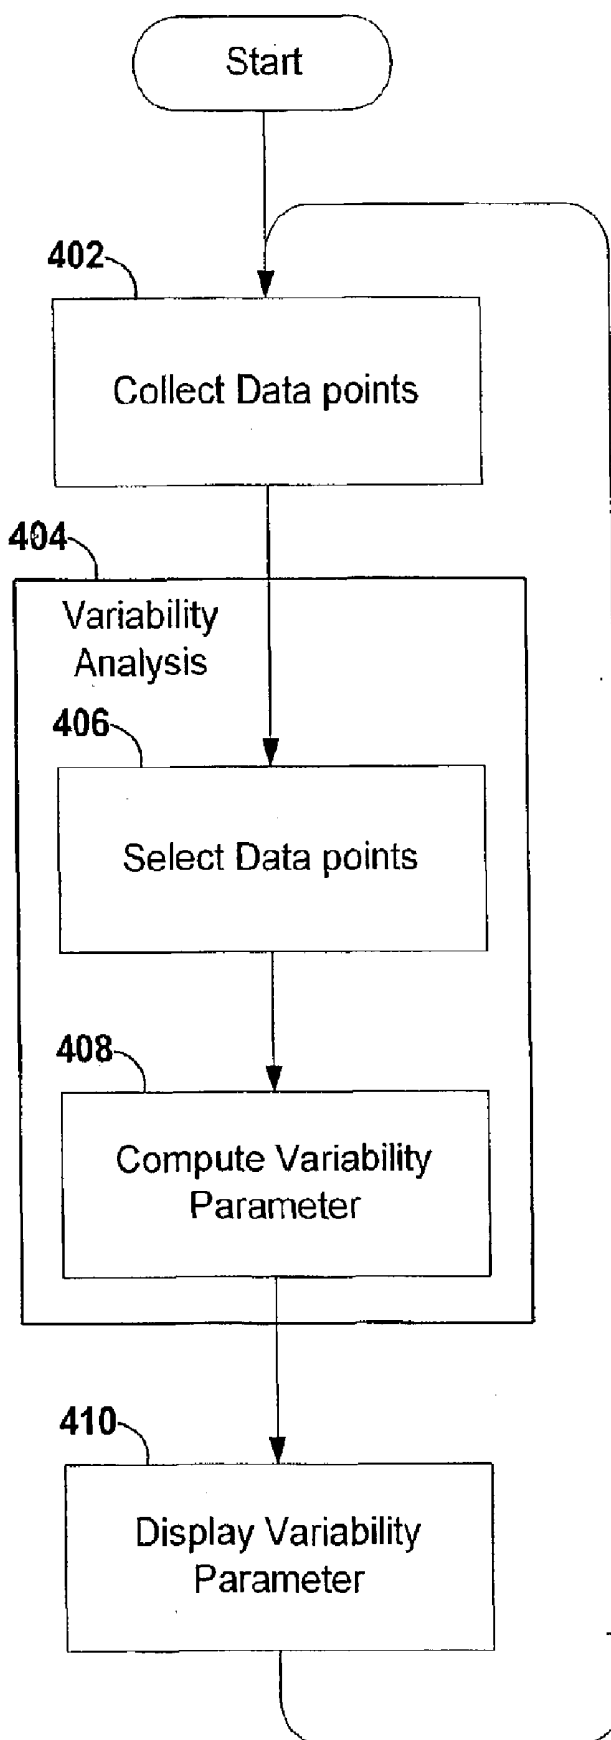 Start
402
Collect Data points
404
Variability
Analysis
406
Select Data points
408
Compute Variability
Parameter
410
Display Variability
Parameter